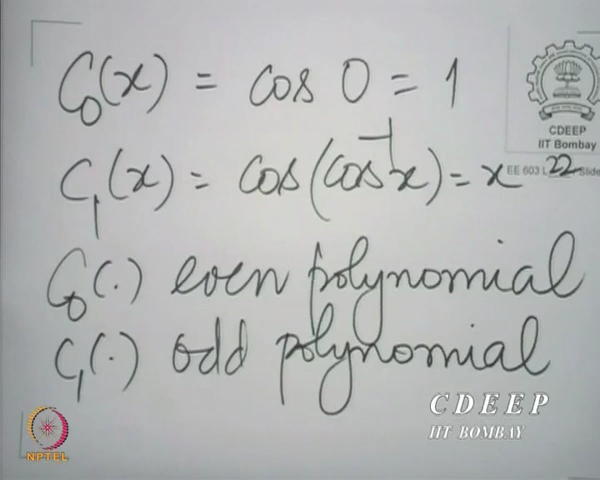 C₀(x) = cos 0 = 1
CDEEP
IIT Bombay
C₁(x) = cos(cos⁻¹x) = x
EE 603 L 22 Slide
C₀(·) even polynomial
C₁(·) odd polynomial
CDEEP
IIT BOMBAY
NPTEL